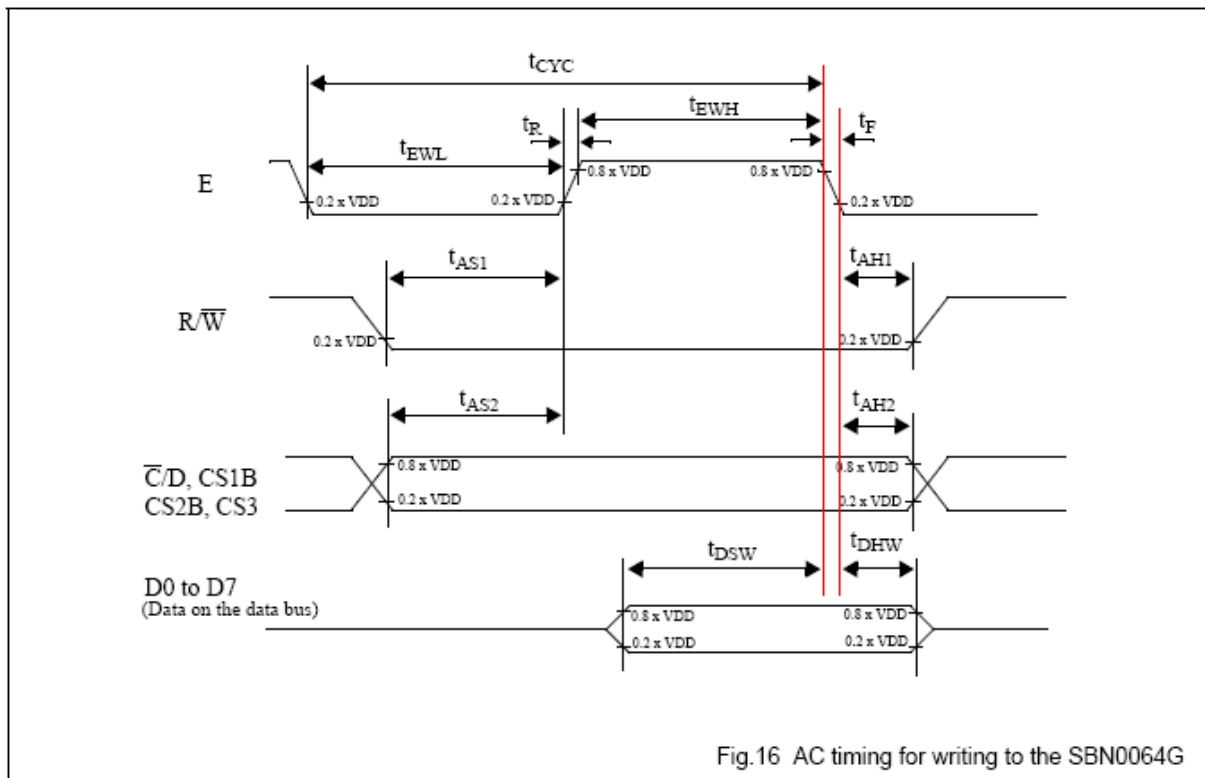 tCYC
tEWH
tR
tF
tEWL
E
0.8 x VDD
0.8 x VDD
0.2 x VDD
0.2 x VDD
0.2 x VDD
tAS1
tAH1
R/W̅
0.2 x VDD
0.2 x VDD
tAS2
tAH2
C̅/D, CS1B
CS2B, CS3
0.8 x VDD
0.8 x VDD
0.2 x VDD
0.2 x VDD
tDSW
tDHW
D0 to D7
(Data on the data bus)
0.8 x VDD
0.8 x VDD
0.2 x VDD
0.2 x VDD
Fig.16 AC timing for writing to the SBN0064G